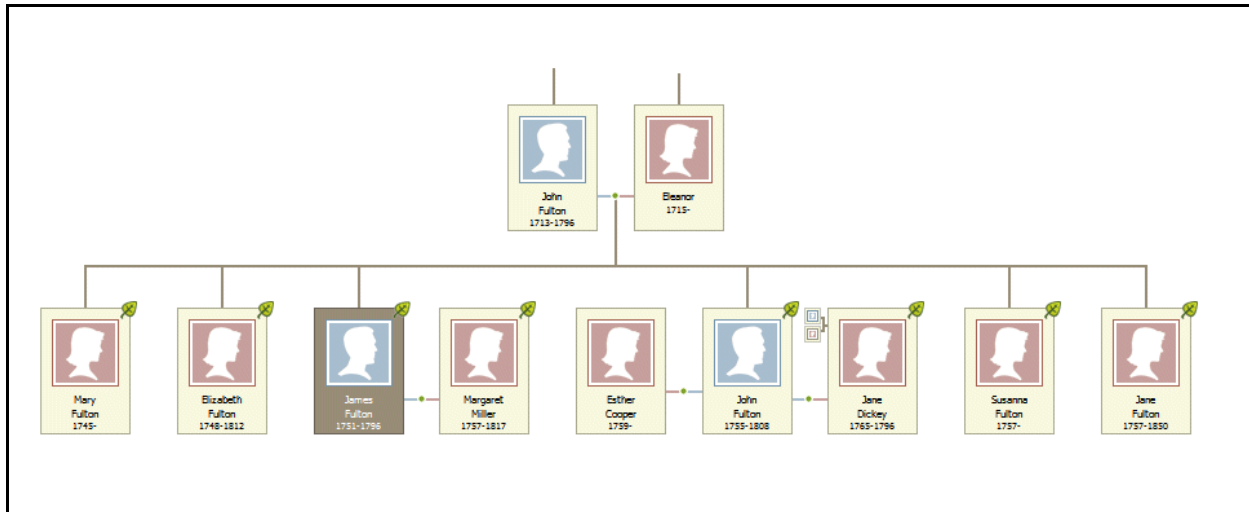 John
Fulton
1713-1796
Eleanor
1715-
Mary
Fulton
1745-
Elizabeth
Fulton
1748-1812
James
Fulton
1751-1796
Margaret
Miller
1757-1817
Esther
Cooper
1759-
John
Fulton
1755-1808
Jane
Dickey
1765-1796
Susanna
Fulton
1757-
Jane
Fulton
1757-1850